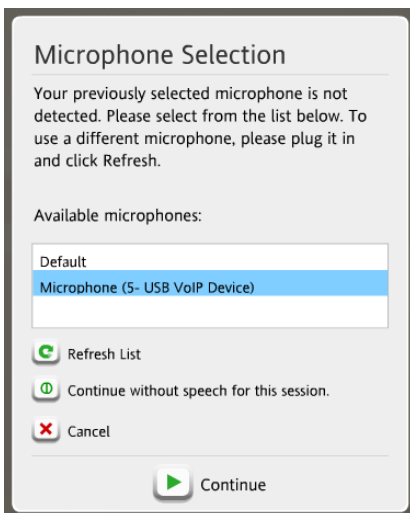 Microphone Selection
Your previously selected microphone is not
detected. Please select from the list below. To
use a different microphone, please plug it in
and click Refresh.
Available microphones:
Default
Microphone (5- USB VoIP Device)
Refresh List
Continue without speech for this session.
Cancel
Continue